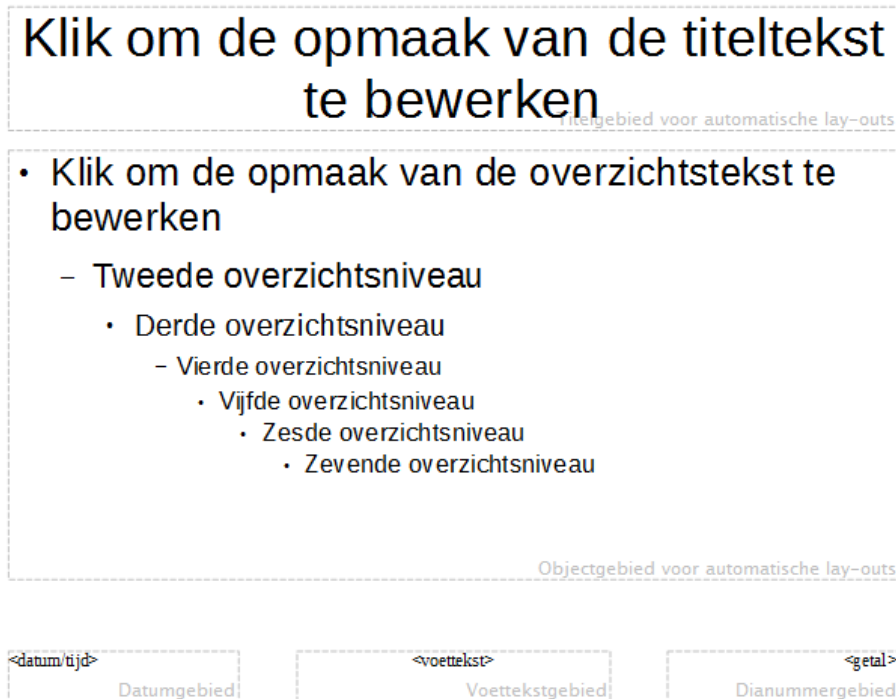 Klik om de opmaak van de titeltekst
te bewerken
Titelgebied voor automatische lay-outs
• Klik om de opmaak van de overzichtstekst te
bewerken
– Tweede overzichtsniveau
• Derde overzichtsniveau
– Vierde overzichtsniveau
• Vijfde overzichtsniveau
• Zesde overzichtsniveau
• Zevende overzichtsniveau
Objectgebied voor automatische lay-outs
<datum/tijd>
Datumgebied
<voettekst>
Voettekstgebied
<getal>
Dianummergebied